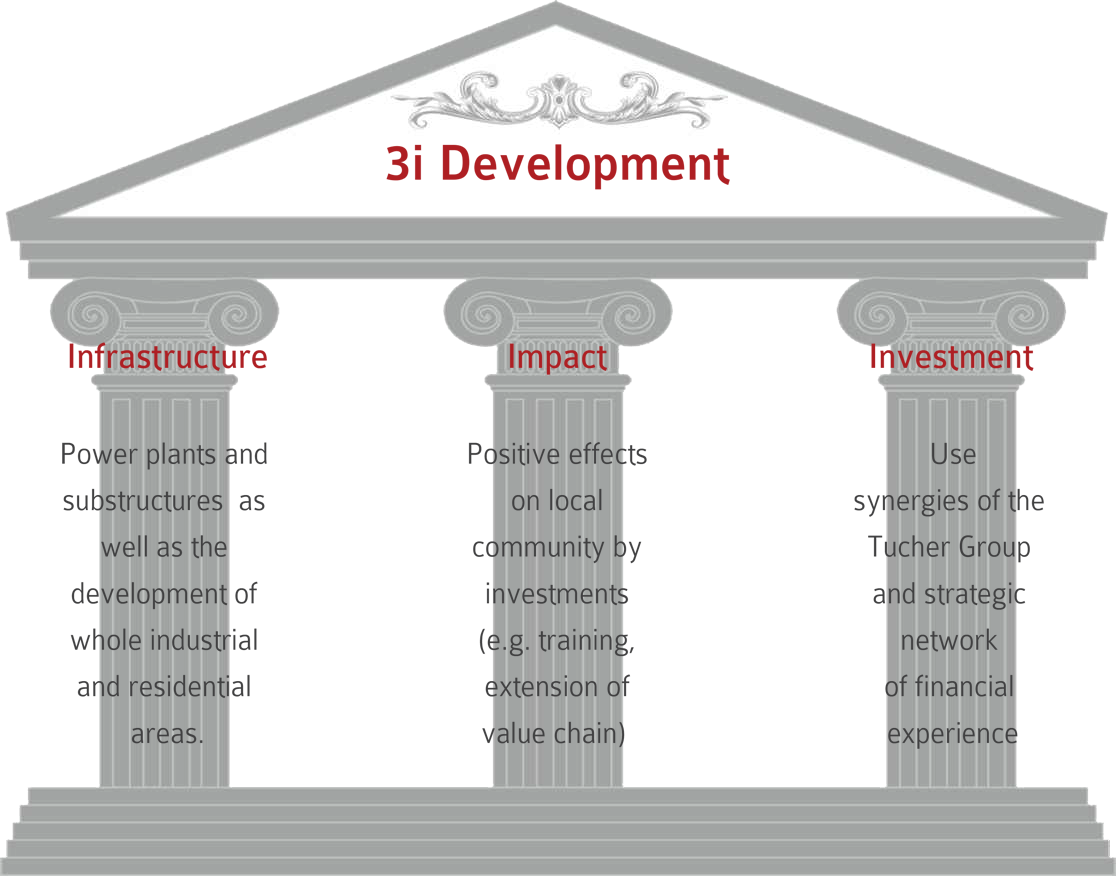 3i Development
Infrastructure
Power plants and
substructures  as
well as the
development of
whole industrial
and residential
areas.
Impact
Positive effects
on local
community by
investments
(e.g. training,
extension of
value chain)
Investment
Use
synergies of the
Tucher Group
and strategic
network
of financial
experience